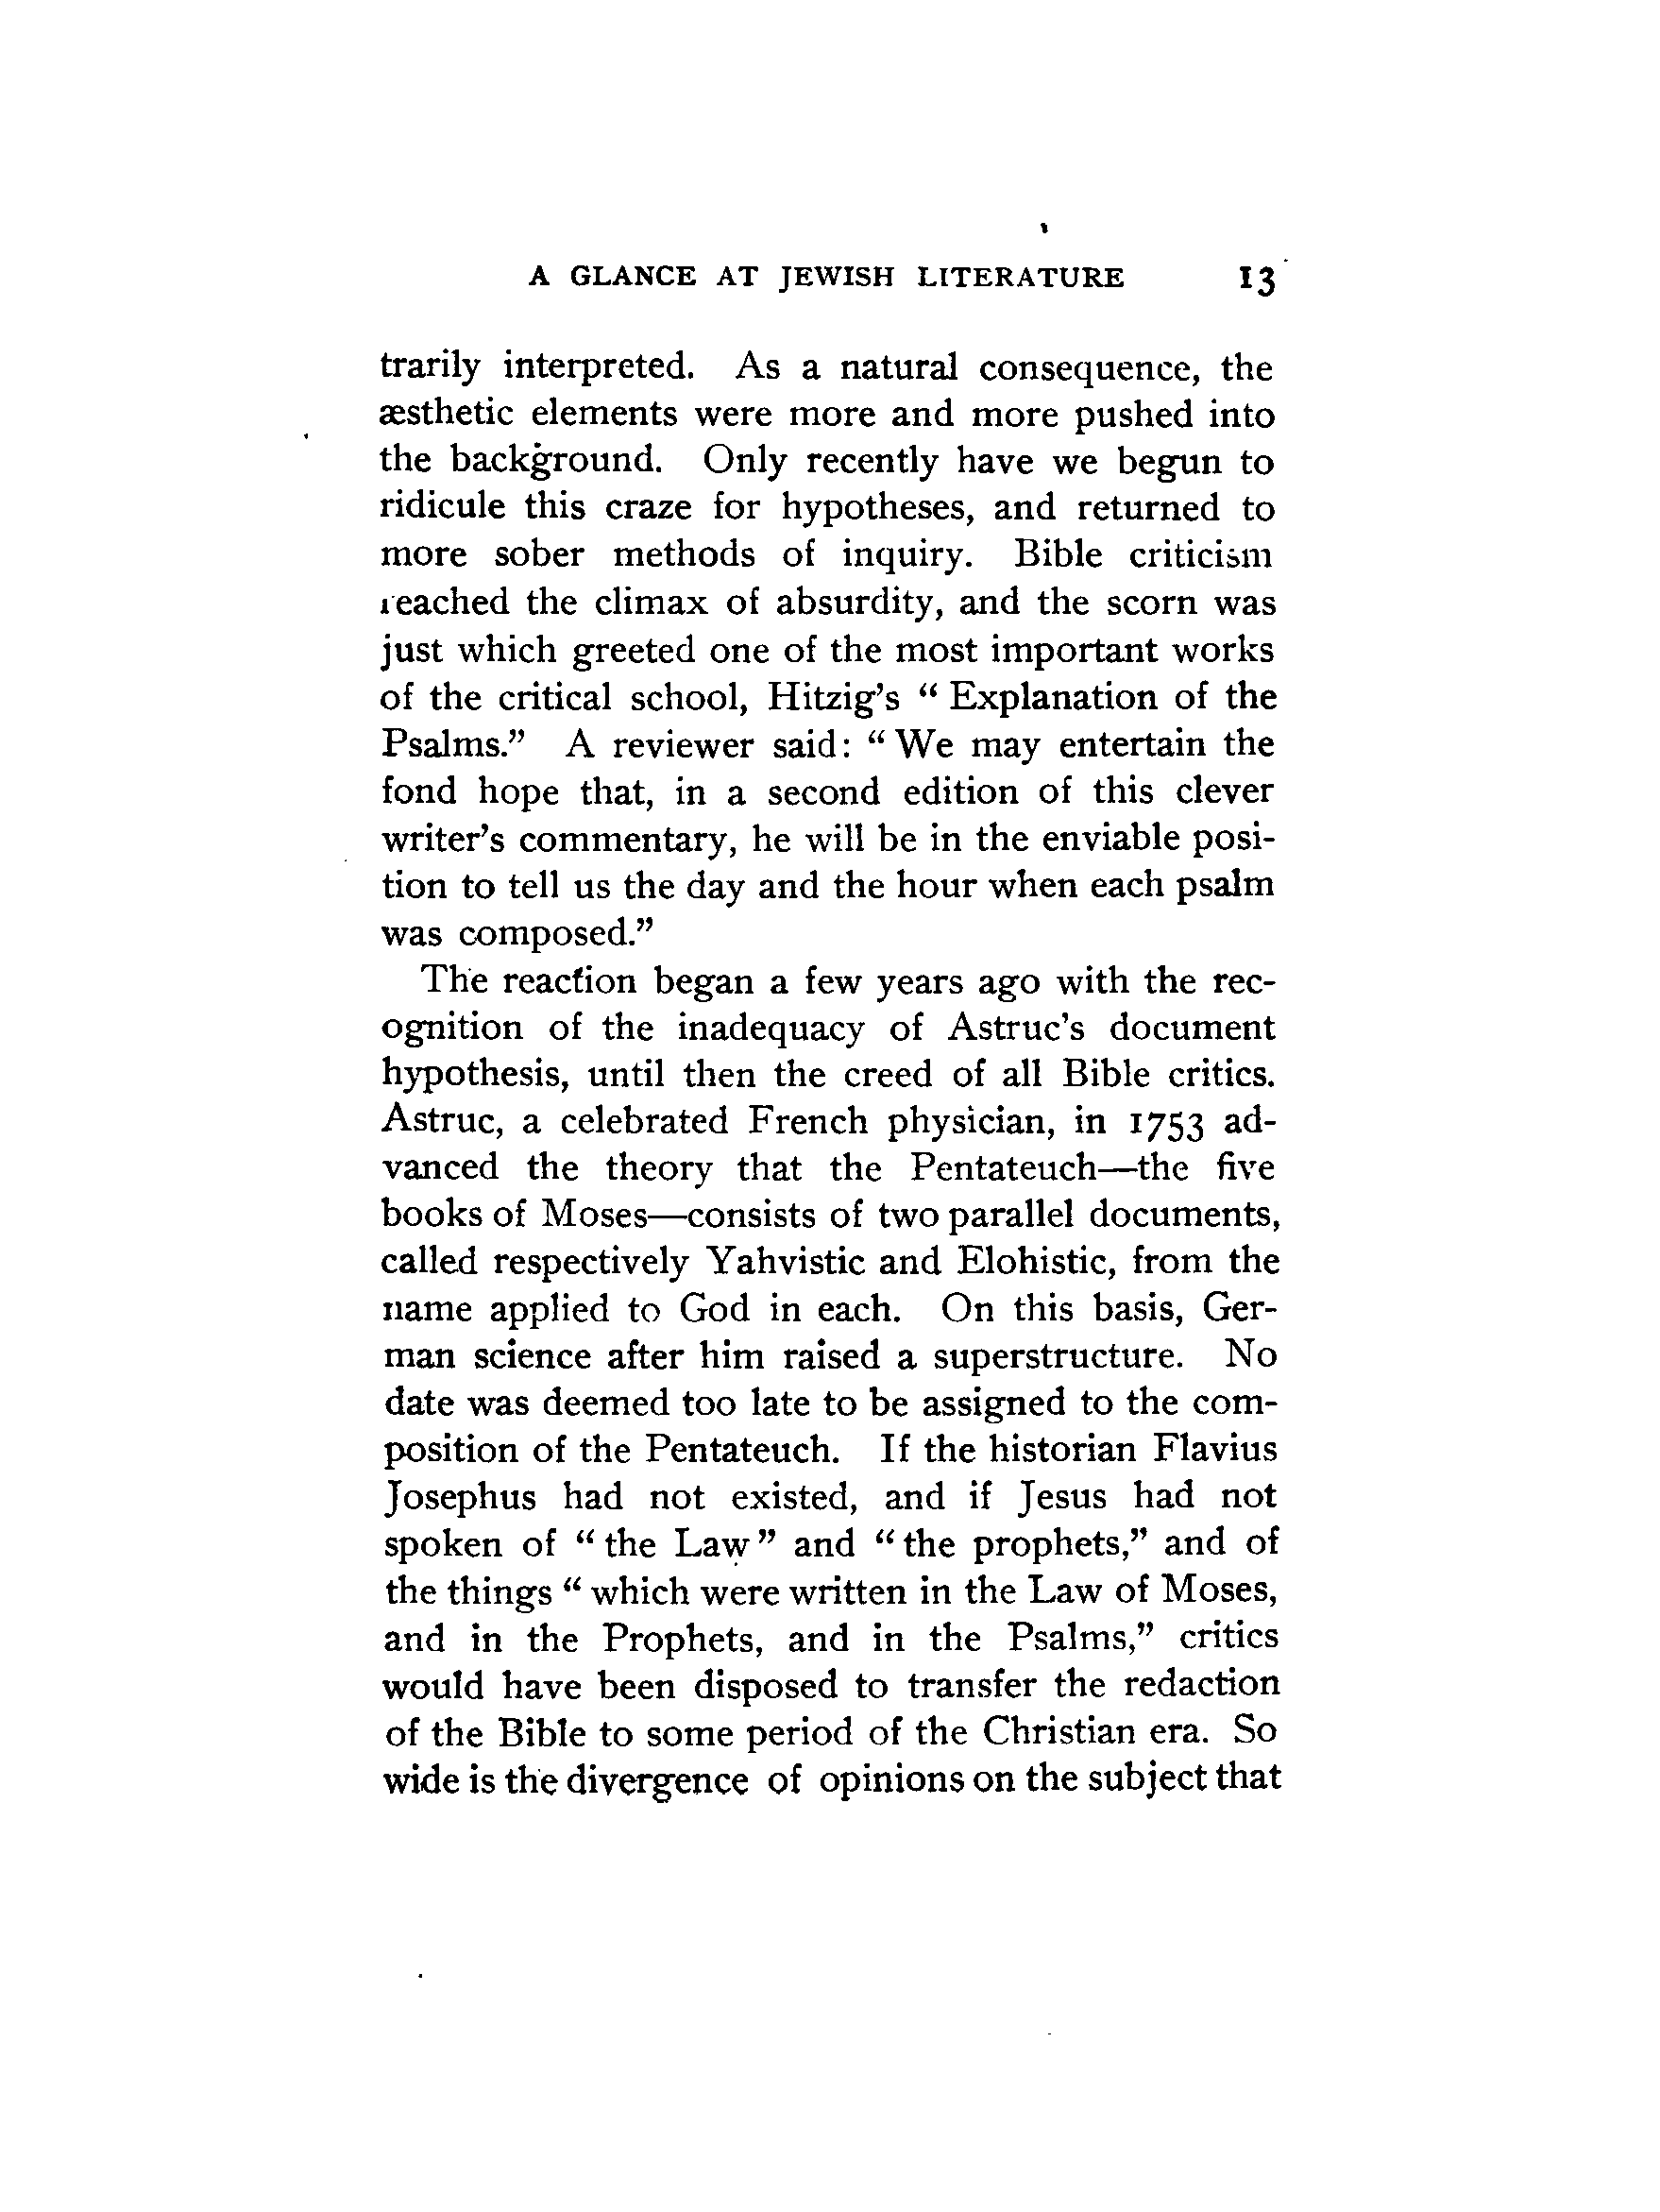 A GLANCE AT JEWISH LITERATURE 13
trarily interpreted. As a natural consequence, the
æsthetic elements were more and more pushed into
the background. Only recently have we begun to
ridicule this craze for hypotheses, and returned to
more sober methods of inquiry. Bible criticism
reached the climax of absurdity, and the scorn was
just which greeted one of the most important works
of the critical school, Hitzig’s “ Explanation of the
Psalms.” A reviewer said: “ We may entertain the
fond hope that, in a second edition of this clever
writer’s commentary, he will be in the enviable posi-
tion to tell us the day and the hour when each psalm
was composed.”
The reaction began a few years ago with the rec-
ognition of the inadequacy of Astruc’s document
hypothesis, until then the creed of all Bible critics.
Astruc, a celebrated French physician, in 1753 ad-
vanced the theory that the Pentateuch—the five
books of Moses—consists of two parallel documents,
called respectively Yahvistic and Elohistic, from the
name applied to God in each. On this basis, Ger-
man science after him raised a superstructure. No
date was deemed too late to be assigned to the com-
position of the Pentateuch. If the historian Flavius
Josephus had not existed, and if Jesus had not
spoken of “ the Law ” and “ the prophets,” and of
the things “ which were written in the Law of Moses,
and in the Prophets, and in the Psalms,” critics
would have been disposed to transfer the redaction
of the Bible to some period of the Christian era. So
wide is the divergence of opinions on the subject that